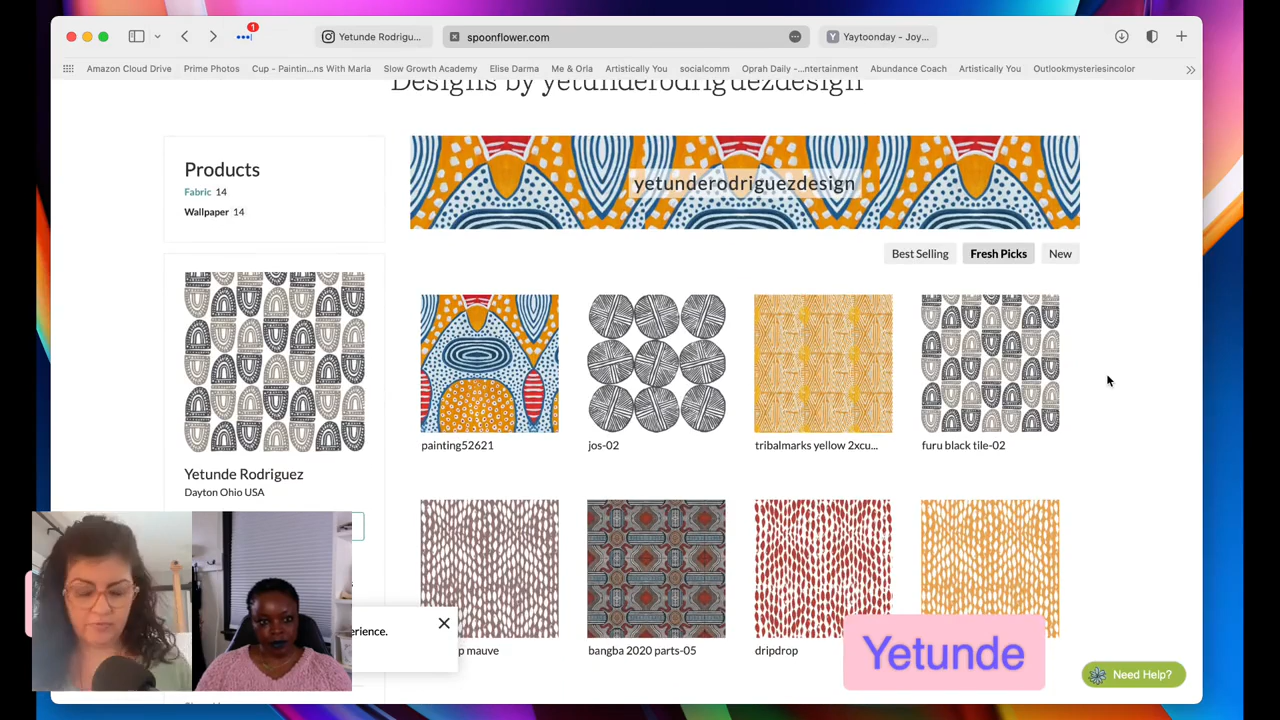 1
Yetunde Rodrigu...
spoonflower.com
Yaytoonday - Joy...
Amazon Cloud Drive
Prime Photos
Cup - Paintin...ns With Marla
Slow Growth Academy
Elise Darma
Me & Orla
Artistically You
socialcomm
Oprah Daily -...ntertainment
Abundance Coach
Artistically You
Outlookmysteriesincolor
Designs by yetunderodriguezdesign
Products
Fabric 14
Wallpaper 14
yetunderodriguezdesign
Best Selling
Fresh Picks
New
painting52621
jos-02
tribalmarks yellow 2xcu...
furu black tile-02
Yetunde Rodriguez
Dayton Ohio USA
erience.
p mauve
bangba 2020 parts-05
dripdrop
Yetunde
Need Help?